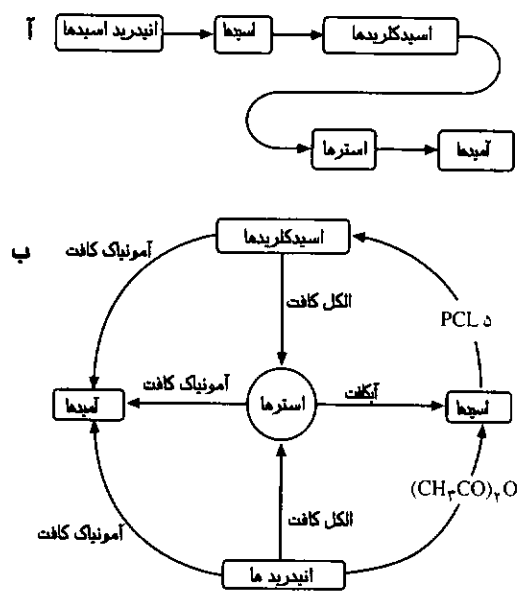 آ
انیدرید اسیدها
اسیدها
اسیدکلریدها
استرها
آمیدها
ب
اسیدکلریدها
آمونیاک کافت
الکل کافت
PCL ۵
آمیدها
آمونیاک کافت
استرها
آبکافت
اسیدها
(CH۳CO)۲O
الکل کافت
آمونیاک کافت
انیدرید ها